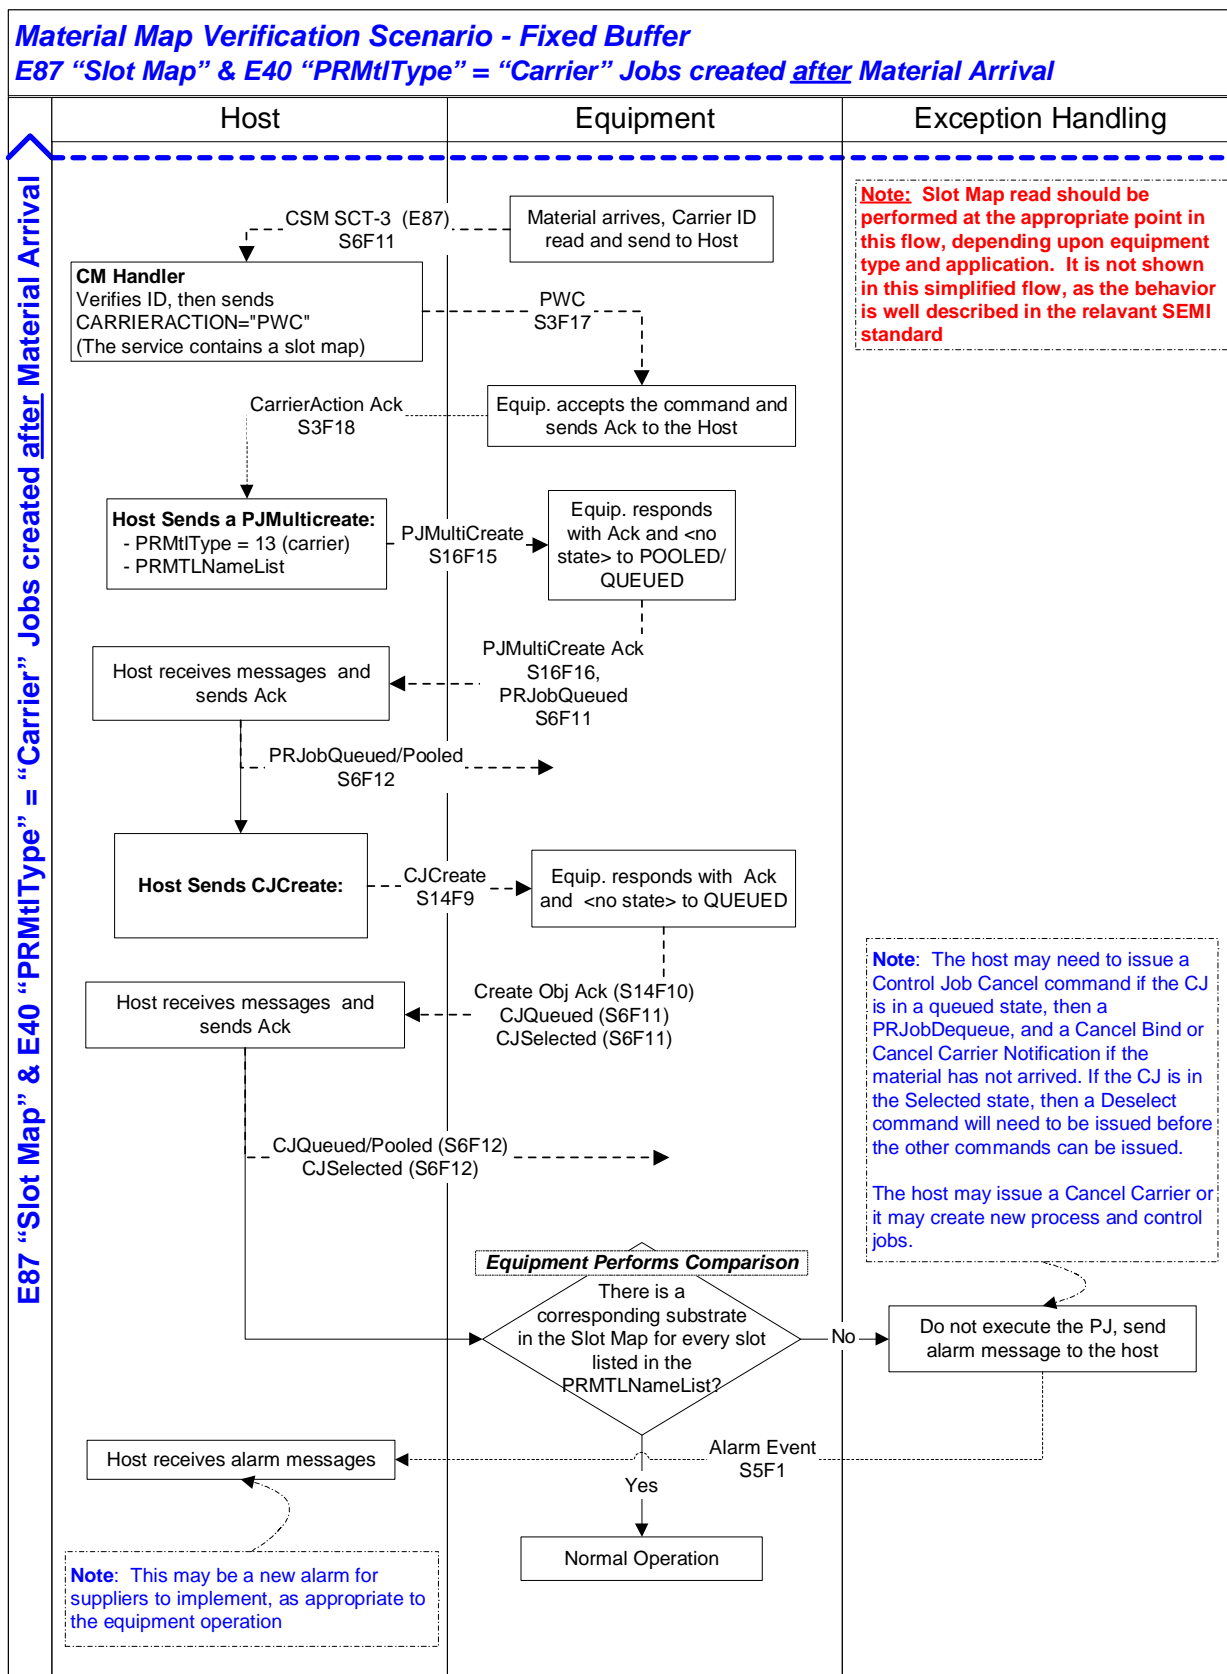 Material Map Verification Scenario - Fixed Buffer
E87 “Slot Map” & E40 “PRMtlType” = “Carrier” Jobs created after Material Arrival
E87 “Slot Map” & E40 “PRMtlType” = “Carrier” Jobs created after Material Arrival
Host
Equipment
Exception Handling
CSM SCT-3 (E87)
S6F11
Material arrives, Carrier ID
read and send to Host
Note: Slot Map read should be
performed at the appropriate point in
this flow, depending upon equipment
type and application. It is not shown
in this simplified flow, as the behavior
is well described in the relavant SEMI
standard
CM Handler
Verifies ID, then sends
CARRIERACTION="PWC"
(The service contains a slot map)
PWC
S3F17
CarrierAction Ack
S3F18
Equip. accepts the command and
sends Ack to the Host
Host Sends a PJMulticreate:
- PRMtlType = 13 (carrier)
- PRMTLNameList
PJMultiCreate
S16F15
Equip. responds
with Ack and <no
state> to POOLED/
QUEUED
PJMultiCreate Ack
S16F16,
PRJobQueued
S6F11
Host receives messages and
sends Ack
PRJobQueued/Pooled
S6F12
Host Sends CJCreate:
CJCreate
S14F9
Equip. responds with Ack
and <no state> to QUEUED
Create Obj Ack (S14F10)
CJQueued (S6F11)
CJSelected (S6F11)
Host receives messages and
sends Ack
Note: The host may need to issue a
Control Job Cancel command if the CJ
is in a queued state, then a
PRJobDequeue, and a Cancel Bind or
Cancel Carrier Notification if the
material has not arrived. If the CJ is in
the Selected state, then a Deselect
command will need to be issued before
the other commands can be issued.
The host may issue a Cancel Carrier or
it may create new process and control
jobs.
CJQueued/Pooled (S6F12)
CJSelected (S6F12)
Equipment Performs Comparison
There is a
corresponding substrate
in the Slot Map for every slot
listed in the
PRMTLNameList?
No
Do not execute the PJ, send
alarm message to the host
Host receives alarm messages
Alarm Event
S5F1
Yes
Normal Operation
Note: This may be a new alarm for
suppliers to implement, as appropriate to
the equipment operation